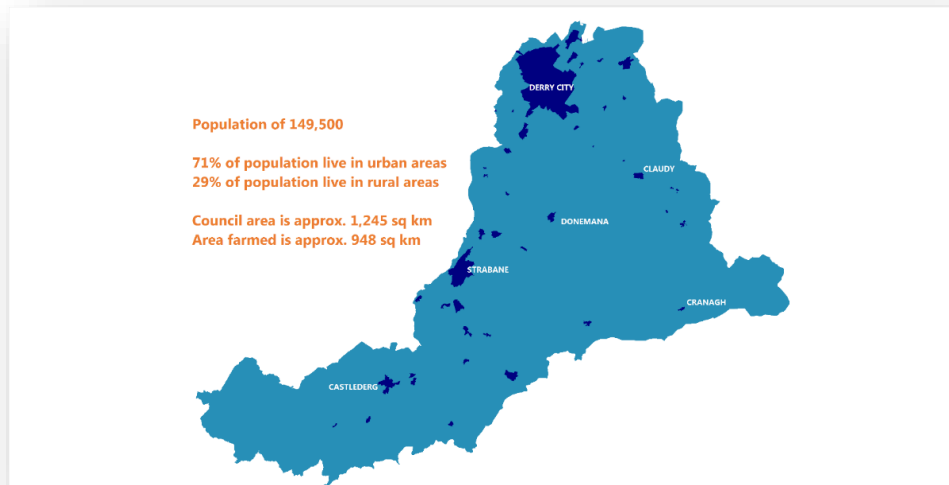 DERRY CITY
Population of 149,500
71% of population live in urban areas
29% of population live in rural areas
CLAUDY
Council area is approx. 1,245 sq km
DONEMANA
Area farmed is approx. 948 sq km
STRABANE
CRANAGH
CASTLEDERG